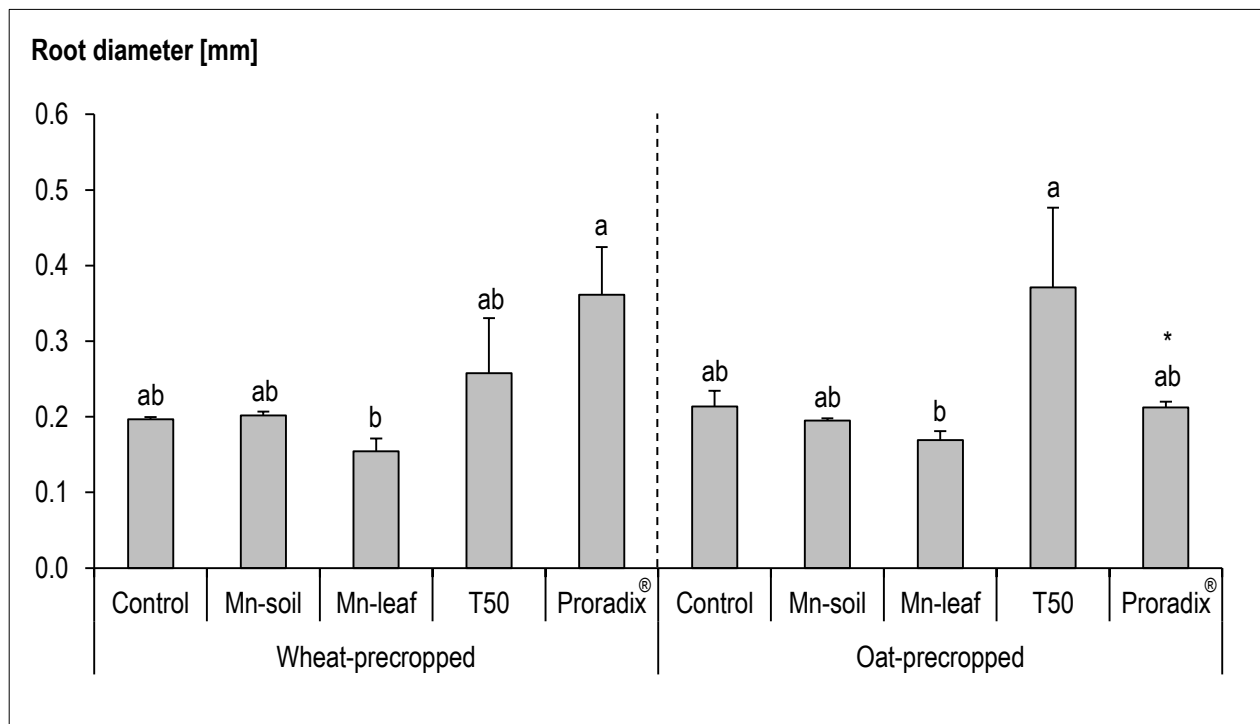 Root diameter [mm]
0.6
0.5
0.4
0.3
0.2
0.1
0.0
ab
ab
b
ab
a
ab
ab
b
a
*
ab
Control Mn-soil Mn-leaf T50 Proradix® Control Mn-soil Mn-leaf T50 Proradix®
Wheat-precropped Oat-precropped